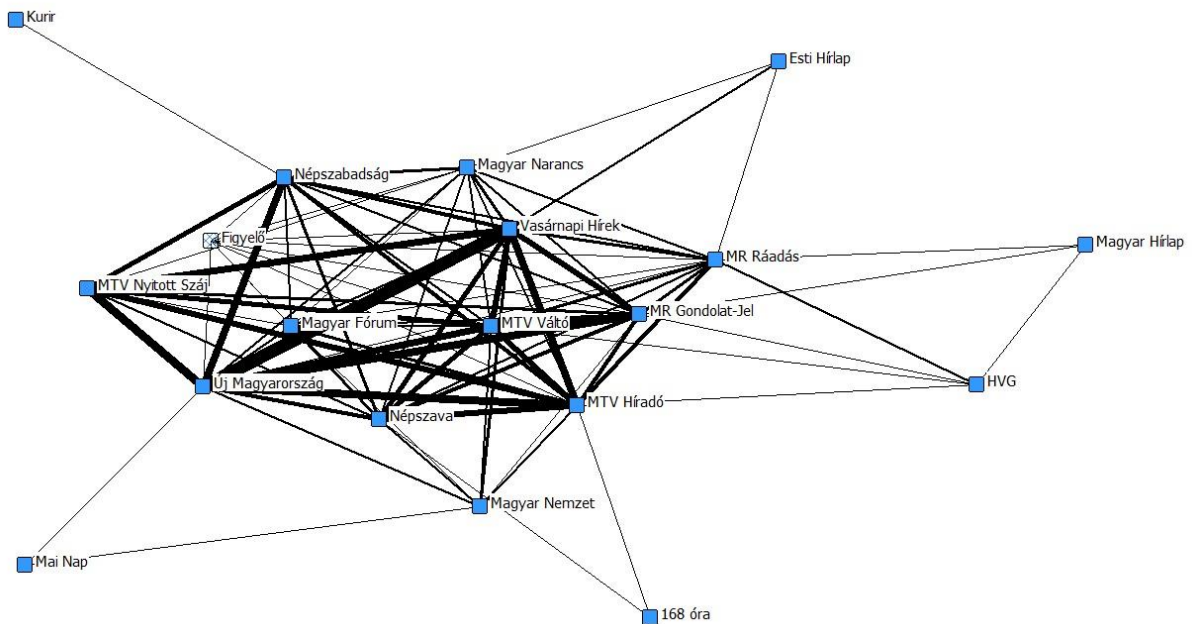 Kurir
Esti Hírlap
Magyar Narancs
Népszabadság
Vasárnapi Hírek
Figyelő
Magyar Hírlap
MR Ráadás
MTV Nyitott Száj
MR Gondolat-Jel
Magyar Fórum
MTV Váltó
Új Magyarország
HVG
MTV Híradó
Népszava
Magyar Nemzet
Mai Nap
168 óra